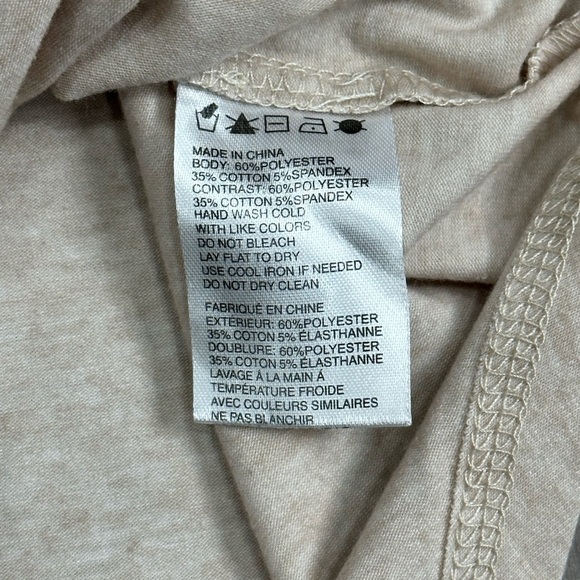 MADE IN CHINA
BODY: 60%POLYESTER
35% COTTON 5%SPANDEX
CONTRAST: 60%POLYESTER
35% COTTON 5%SPANDEX
HAND WASH COLD
WITH LIKE COLORS
DO NOT BLEACH
LAY FLAT TO DRY
USE COOL IRON IF NEEDED
DO NOT DRY CLEAN
FABRIQUÉ EN CHINE
EXTÉRIEUR: 60%POLYESTER
35% COTTON 5% ÉLASTHANNE
DOUBLURE: 60%POLYESTER
35% COTTON 5% ÉLASTHANNE
LAVAGE À LA MAIN À
TEMPÉRATURE FROIDE
AVEC COULEURS SIMILAIRES
NE PAS BLANCHIR